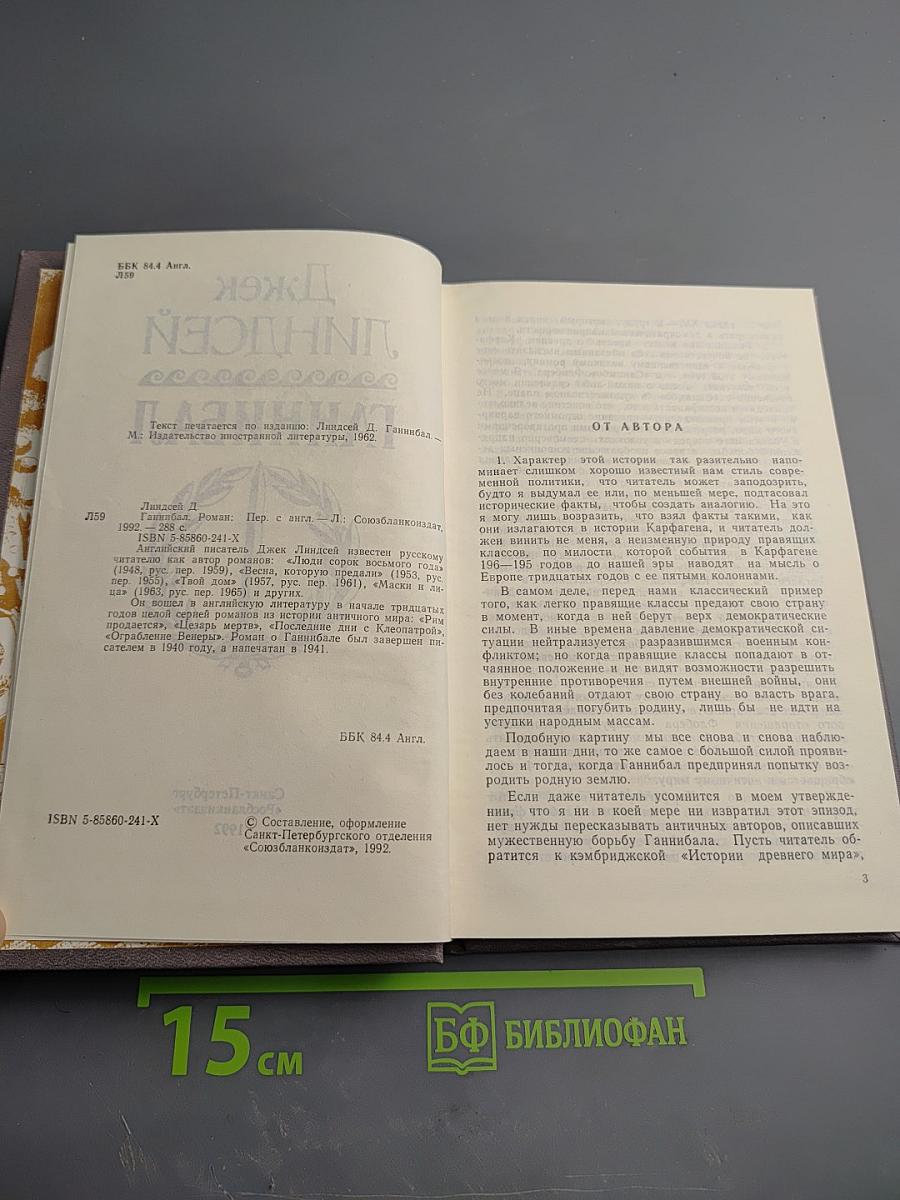 ББК 84.4 Англ.
Л59
Джек
ЛИНДСЕЙ
ГАННИБАЛ
Текст печатается по изданию: Линдсей Д. Ганнибал.—
М.: Издательство иностранной литературы, 1962.
Линдсей Д.
Л59 Ганнибал. Роман: Пер. с англ. — Л.: Союзбланкоиздат,
1992. — 288 с.
ISBN 5-85860-241-X
Английский писатель Джек Линдсей известен русскому
читателю как автор романов: «Люди сорок восьмого года»
(1948, рус. пер. 1959), «Весна, которую предали» (1953, рус.
пер. 1955), «Твой дом» (1957, рус. пер. 1961), «Маски и ли-
ца» (1963, рус. пер. 1965) и других.
Он вошел в английскую литературу в начале тридцатых
годов целой серией романов из истории античного мира: «Рим
продается», «Цезарь мертв», «Последние дни с Клеопатрой»,
«Ограбление Венеры». Роман о Ганнибале был завершен пи-
сателем в 1940 году, а напечатан в 1941.
ББК 84.4 Англ.
Санкт-Петербург
«Росбланкиздат»
1992
ISBN 5-85860-241-X
© Составление, оформление
Санкт-Петербургского отделения
«Союзбланкоиздат», 1992.
ОТ АВТОРА
1. Характер этой истории так разительно напо-
минает слишком хорошо известный нам стиль совре-
менной политики, что читатель может заподозрить,
будто я выдумал ее или, по меньшей мере, подтасовал
исторические факты, чтобы создать аналогию. На это
я могу лишь возразить, что взял факты такими, как
они излагаются в истории Карфагена, и читатель дол-
жен винить не меня, а неизменную природу правящих
классов, по милости которой события в Карфагене
196—195 годов до нашей эры наводят на мысль о
Европе тридцатых годов с ее пятыми колоннами.
В самом деле, перед нами классический пример
того, как легко правящие классы предают свою страну
в момент, когда в ней берут верх демократические
силы. В иные времена давление демократической си-
туации нейтрализуется разразившимся военным кон-
фликтом; но когда правящие классы попадают в от-
чаянное положение и не видят возможности разрешить
внутренние противоречия путем внешней войны, они
без колебаний отдают свою страну во власть врага,
предпочитая погубить родину, лишь бы не идти на
уступки народным массам.
Подобную картину мы все снова и снова наблю-
даем в наши дни, то же самое с большой силой прояви-
лось и тогда, когда Ганнибал предпринял попытку воз-
родить родную землю.
Если даже читатель усомнится в моем утвержде-
нии, что я ни в коей мере ни извратил этот эпизод,
нет нужды пересказывать античных авторов, описавших
мужественную борьбу Ганнибала. Пусть читатель об-
ратится к кэмбриджской «Истории древнего мира»,
3
15 см
БФ БИБЛИОФАН